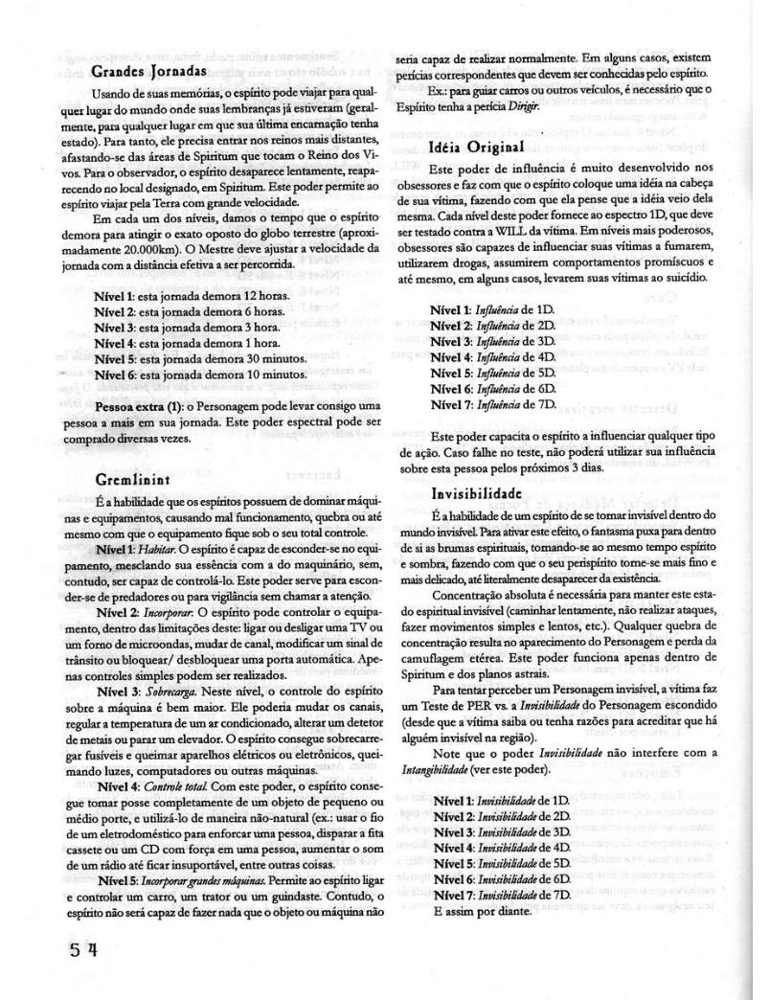 Grandes Jornadas
Usando de suas memórias, o espírito pode viajar para qual-
quer lugar do mundo onde suas lembranças já estiveram (geral-
mente, para qualquer lugar em que sua última encarnação tenha
estado). Para tanto, ele precisa entrar nos reinos mais distantes,
afastando-se das áreas de Spiritum que tocam o Reino dos Vi-
vos. Para o observador, o espírito desaparece lentamente, reapa-
recendo no local designado, em Spiritum. Este poder permite ao
espírito viajar pela Terra com grande velocidade.
Em cada um dos níveis, damos o tempo que o espírito
demora para atingir o exato oposto do globo terrestre (aproxi-
madamente 20.000km). O Mestre deve ajustar a velocidade da
jornada com a distância efetiva a ser percorrida.
Nível 1: esta jornada demora 12 horas.
Nível 2: esta jornada demora 6 horas.
Nível 3: esta jornada demora 3 hora.
Nível 4: esta jornada demora 1 hora.
Nível 5: esta jornada demora 30 minutos.
Nível 6: esta jornada demora 10 minutos.
Pessoa extra (1): o Personagem pode levar consigo uma
pessoa a mais em sua jornada. Este poder espectral pode ser
comprado diversas vezes.
Gremlinint
É a habilidade que os espíritos possuem de dominar máqui-
nas e equipamentos, causando mal funcionamento, quebra ou até
mesmo com que o equipamento fique sob o seu total controle.
Nível 1: Habitar. O espírito é capaz de esconder-se no equi-
pamento, mesclando sua essência com a do maquinário, sem,
contudo, ser capaz de controlá-lo. Este poder serve para escon-
der-se de predadores ou para vigilância sem chamar a atenção.
Nível 2: Incorporar. O espírito pode controlar o equipa-
mento, dentro das limitações deste: ligar ou desligar uma TV ou
um forno de microondas, mudar de canal, modificar um sinal de
trânsito ou bloquear/ desbloquear uma porta automática. Ape-
nas controles simples podem ser realizados.
Nível 3: Sobrecarga. Neste nível, o controle do espírito
sobre a máquina é bem maior. Ele poderia mudar os canais,
regular a temperatura de um ar condicionado, alterar um detetor
de metais ou parar um elevador. O espírito consegue sobrecarre-
gar fusíveis e queimar aparelhos elétricos ou eletrônicos, quei-
mando luzes, computadores ou outras máquinas.
Nível 4: Controle total. Com este poder, o espírito conse-
gue tomar posse completamente de um objeto de pequeno ou
médio porte, e utilizá-lo de maneira não-natural (ex.: usar o fio
de um eletrodoméstico para enforcar uma pessoa, disparar a fita
cassete ou um CD com força em uma pessoa, aumentar o som
de um rádio até ficar insuportável, entre outras coisas.
Nível 5: Incorporar grandes máquinas. Permite ao espírito ligar
e controlar um carro, um trator ou um guindaste. Contudo, o
espírito não será capaz de fazer nada que o objeto ou máquina não
seria capaz de realizar normalmente. Em alguns casos, existem
perícias correspondentes que devem ser conhecidas pelo espírito.
Ex.: para guiar carros ou outros veículos, é necessário que o
Espírito tenha a perícia Dirigir.
Idéia Original
Este poder de influência é muito desenvolvido nos
obsessores e faz com que o espírito coloque uma idéia na cabeça
de sua vítima, fazendo com que ela pense que a idéia veio dela
mesma. Cada nível deste poder fornece ao espectro 1D, que deve
ser testado contra a WILL da vítima. Em níveis mais poderosos,
obsessores são capazes de influenciar suas vítimas a fumarem,
utilizarem drogas, assumirem comportamentos promíscuos e
até mesmo, em alguns casos, levarem suas vítimas ao suicídio.
Nível 1: Influência de 1D.
Nível 2: Influência de 2D.
Nível 3: Influência de 3D.
Nível 4: Influência de 4D.
Nível 5: Influência de 5D.
Nível 6: Influência de 6D.
Nível 7: Influência de 7D.
Este poder capacita o espírito a influenciar qualquer tipo
de ação. Caso falhe no teste, não poderá utilizar sua influência
sobre esta pessoa pelos próximos 3 dias.
Invisibilidade
É a habilidade de um espírito de se tornar invisível dentro do
mundo invisível. Para ativar este efeito, o fantasma puxa para dentro
de si as brumas espirituais, tornando-se ao mesmo tempo espírito
e sombra, fazendo com que o seu perispírito torne-se mais fino e
mais delicado, até literalmente desaparecer da existência.
Concentração absoluta é necessária para manter este esta-
do espiritual invisível (caminhar lentamente, não realizar ataques,
fazer movimentos simples e lentos, etc.). Qualquer quebra de
concentração resulta no aparecimento do Personagem e perda da
camuflagem etérea. Este poder funciona apenas dentro de
Spiritum e dos planos astrais.
Para tentar perceber um Personagem invisível, a vítima faz
um Teste de PER vs. a Invisibilidade do Personagem escondido
(desde que a vítima saiba ou tenha razões para acreditar que há
alguém invisível na região).
Note que o poder Invisibilidade não interfere com a
Intangibilidade (ver este poder).
Nível 1: Invisibilidade de 1D.
Nível 2: Invisibilidade de 2D.
Nível 3: Invisibilidade de 3D.
Nível 4: Invisibilidade de 4D.
Nível 5: Invisibilidade de 5D.
Nível 6: Invisibilidade de 6D.
Nível 7: Invisibilidade de 7D.
E assim por diante.
54